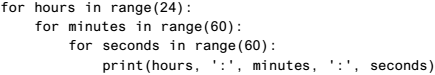 for hours in range(24):
    for minutes in range(60):
        for seconds in range(60):
            print(hours, ':', minutes, ':', seconds)